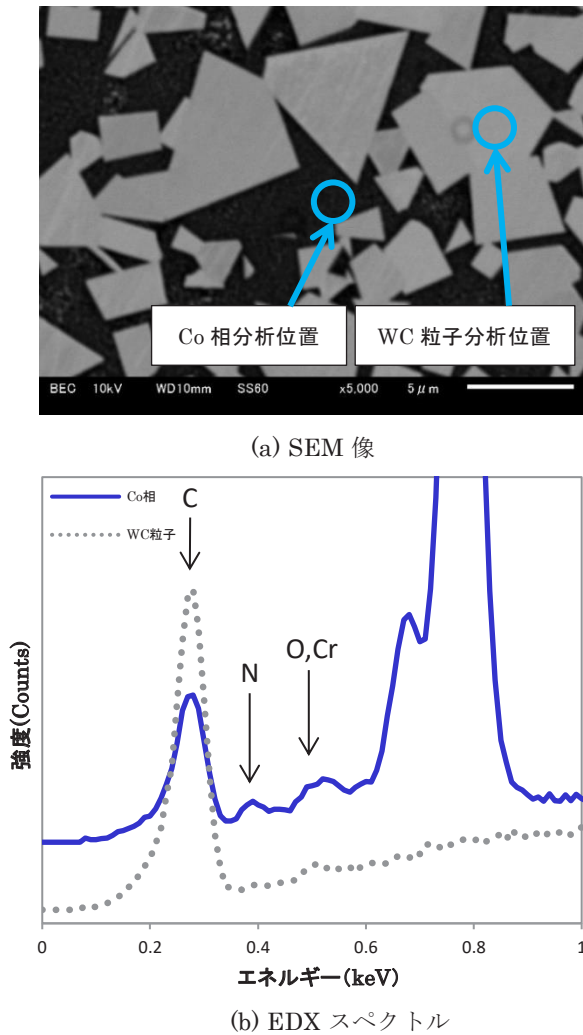 Co 相分析位置
WC 粒子分析位置
BEC 10kV WD10mm SS60 x5,000 5μm
(a) SEM 像
Co相
WC粒子
C
N
O,Cr
強度(Counts)
0 0.2 0.4 0.6 0.8 1
エネルギー(keV)
(b) EDX スペクトル